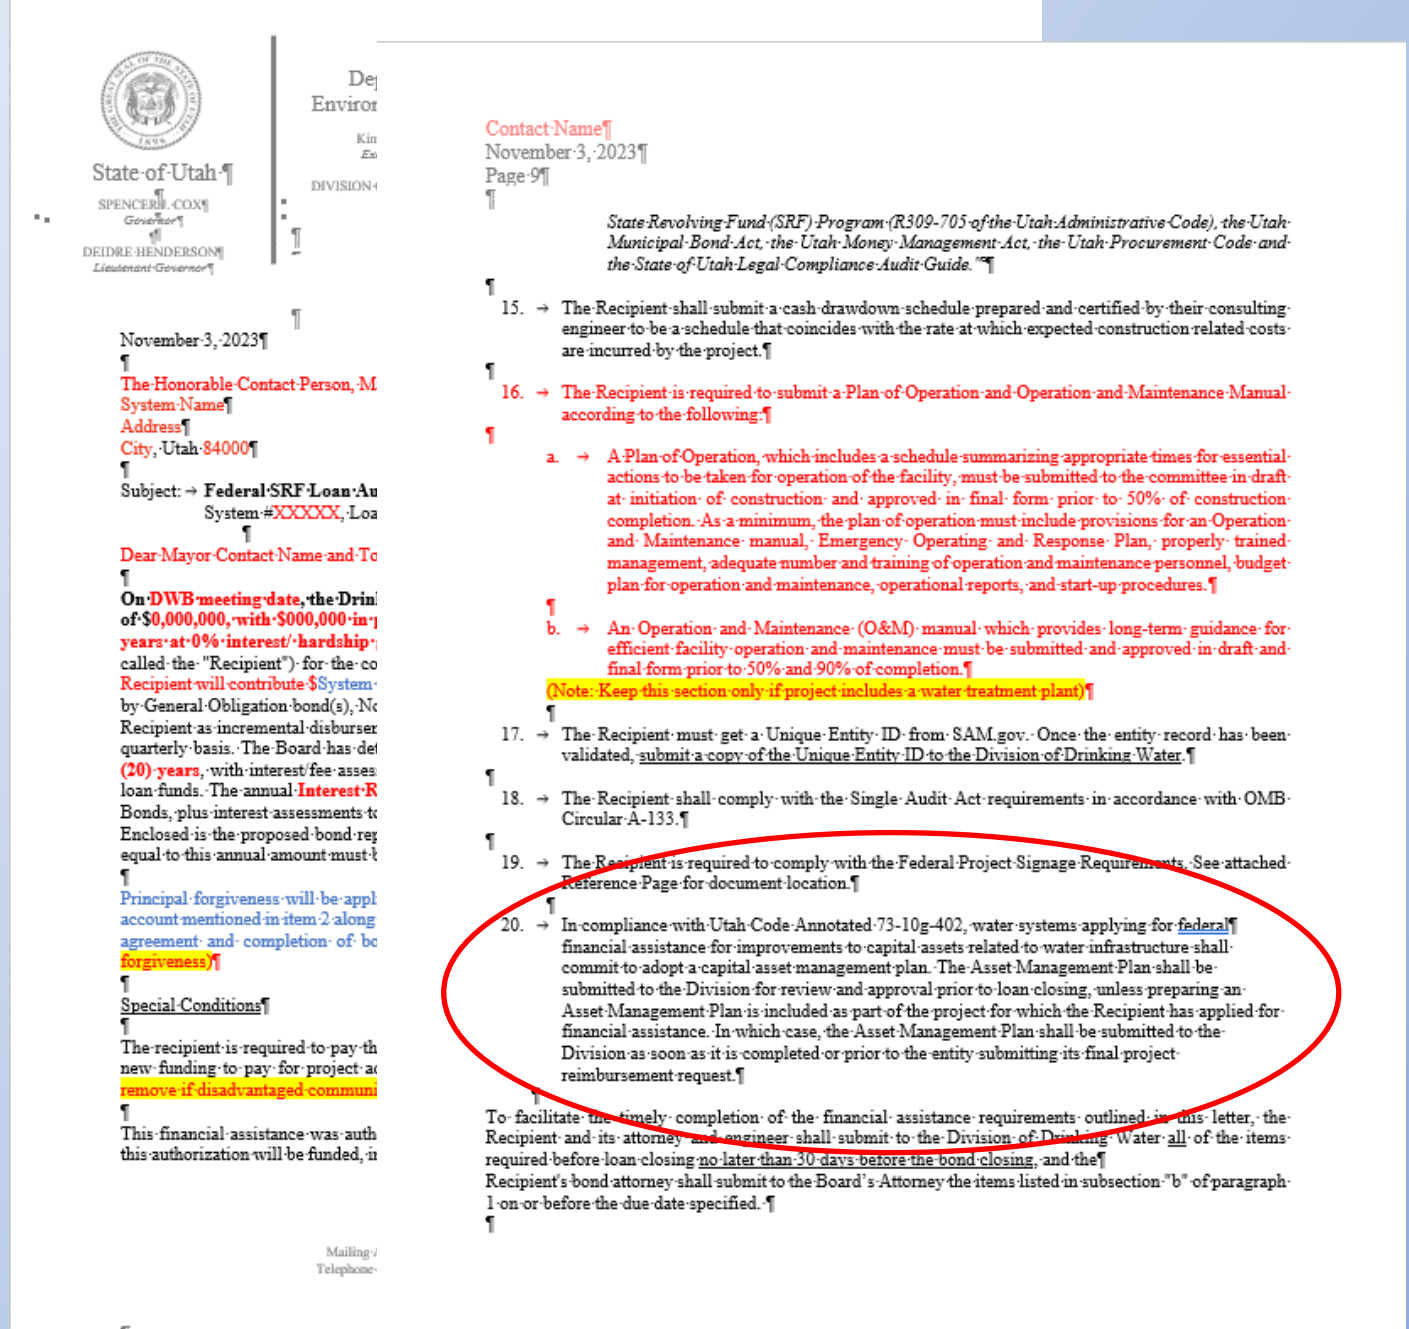 THE GREAT SEAL OF THE STATE OF UTAH
1896
State of Utah
SPENCER J. COX
Governor
DEIDRE HENDERSON
Lieutenant Governor
De
Enviror
Kin
Ex
DIVISION
November 3, 2023
The Honorable Contact Person, M
System Name
Address
City, Utah 84000
Subject: Federal SRF Loan Au
System #XXXXX, Loa
Dear Mayor Contact Name and To
On DWB meeting date, the Drin
of $0,000,000, with $000,000 in p
years at 0% interest/ hardship
called the "Recipient") for the co
Recipient will contribute $System
by General Obligation bond(s), No
Recipient as incremental disburser
quarterly basis. The Board has det
(20) years, with interest/fee asses
loan funds. The annual Interest R
Bonds, plus interest assessments to
Enclosed is the proposed bond rep
equal to this annual amount must b
Principal forgiveness will be appl
account mentioned in item 2 along
agreement and completion of bo
forgiveness)
Special Conditions
The recipient is required to pay th
new funding to pay for project ac
remove if disadvantaged communi
This financial assistance was auth
this authorization will be funded, i
Mailing
Telephone
Contact Name
November 3, 2023
Page 9
State Revolving Fund (SRF) Program (R309-705 of the Utah Administrative Code), the Utah
Municipal Bond Act, the Utah Money Management Act, the Utah Procurement Code and
the State of Utah Legal Compliance Audit Guide."
15. The Recipient shall submit a cash drawdown schedule prepared and certified by their consulting
engineer to be a schedule that coincides with the rate at which expected construction related costs
are incurred by the project.
16. The Recipient is required to submit a Plan of Operation and Operation and Maintenance Manual
according to the following:
a. A Plan of Operation, which includes a schedule summarizing appropriate times for essential
actions to be taken for operation of the facility, must be submitted to the committee in draft
at initiation of construction and approved in final form prior to 50% of construction
completion. As a minimum, the plan of operation must include provisions for an Operation
and Maintenance manual, Emergency Operating and Response Plan, properly trained
management, adequate number and training of operation and maintenance personnel, budget
plan for operation and maintenance, operational reports, and start-up procedures.
b. An Operation and Maintenance (O&M) manual which provides long-term guidance for
efficient facility operation and maintenance must be submitted and approved in draft and
final form prior to 50% and 90% of completion.
(Note: Keep this section only if project includes a water treatment plant)
17. The Recipient must get a Unique Entity ID from SAM.gov. Once the entity record has been
validated, submit a copy of the Unique Entity ID to the Division of Drinking Water.
18. The Recipient shall comply with the Single Audit Act requirements in accordance with OMB
Circular A-133.
19. The Recipient is required to comply with the Federal Project Signage Requirements. See attached
Reference Page for document location.
20. In compliance with Utah Code Annotated 73-10g-402, water systems applying for federal
financial assistance for improvements to capital assets related to water infrastructure shall
commit to adopt a capital asset management plan. The Asset Management Plan shall be
submitted to the Division for review and approval prior to loan closing, unless preparing an
Asset Management Plan is included as part of the project for which the Recipient has applied for
financial assistance. In which case, the Asset Management Plan shall be submitted to the
Division as soon as it is completed or prior to the entity submitting its final project
reimbursement request.
To facilitate the timely completion of the financial assistance requirements outlined in this letter, the
Recipient and its attorney and engineer shall submit to the Division of Drinking Water all of the items
required before loan closing no later than 30 days before the bond closing, and the
Recipient's bond attorney shall submit to the Board's Attorney the items listed in subsection "b" of paragraph
1 on or before the due date specified.